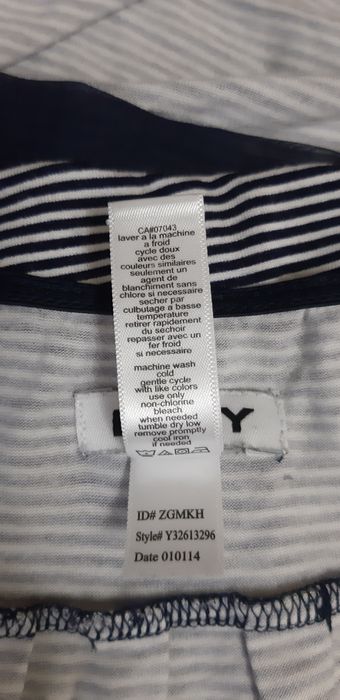 CA#07043
laver a la machine
a froid
cycle doux
avec des
couleurs similaires
seulement un
agent de
blanchiment sans
chlore si necessaire
secher par
culbutage a basse
temperature
retirer rapidement
du sechoir
repasser avec un
fer froid
si necessaire
machine wash
cold
gentle cycle
with like colors
use only
non-chlorine
bleach
when needed
tumble dry low
remove promptly
cool iron
if needed
Y
ID# ZGMKH
Style# Y32613296
Date 010114